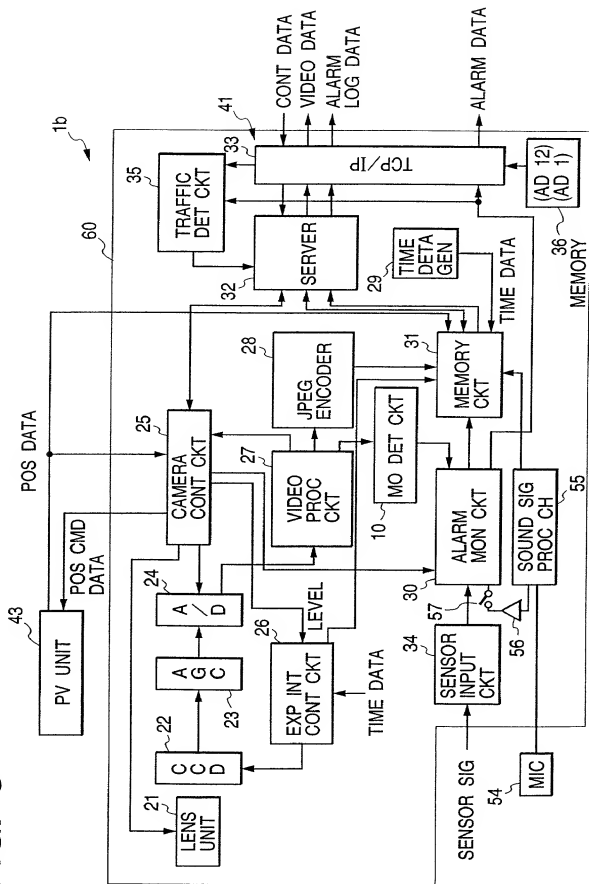 1b
60
POS DATA
43
PV UNIT
POS CMD
DATA
25
CAMERA
CONT CKT
35
TRAFFIC
DET CKT
41
33
TCP/IP
CONT DATA
VIDEO DATA
ALARM
LOG DATA
ALARM DATA
32
SERVER
24
A/D
23
AGC
22
CCD
21
LENS
UNIT
27
VIDEO
PROC
CKT
28
JPEG
ENCODER
29
TIME
DETA
GEN
TIME DATA
LEVEL
26
EXP INT
CONT CKT
TIME DATA
10
MO DET CKT
31
MEMORY
CKT
30
ALARM
MON CKT
57
56
34
SENSOR
INPUT
CKT
SENSOR SIG
55
SOUND SIG
PROC CH
54
MIC
36
(AD 12)
(AD 1)
MEMORY